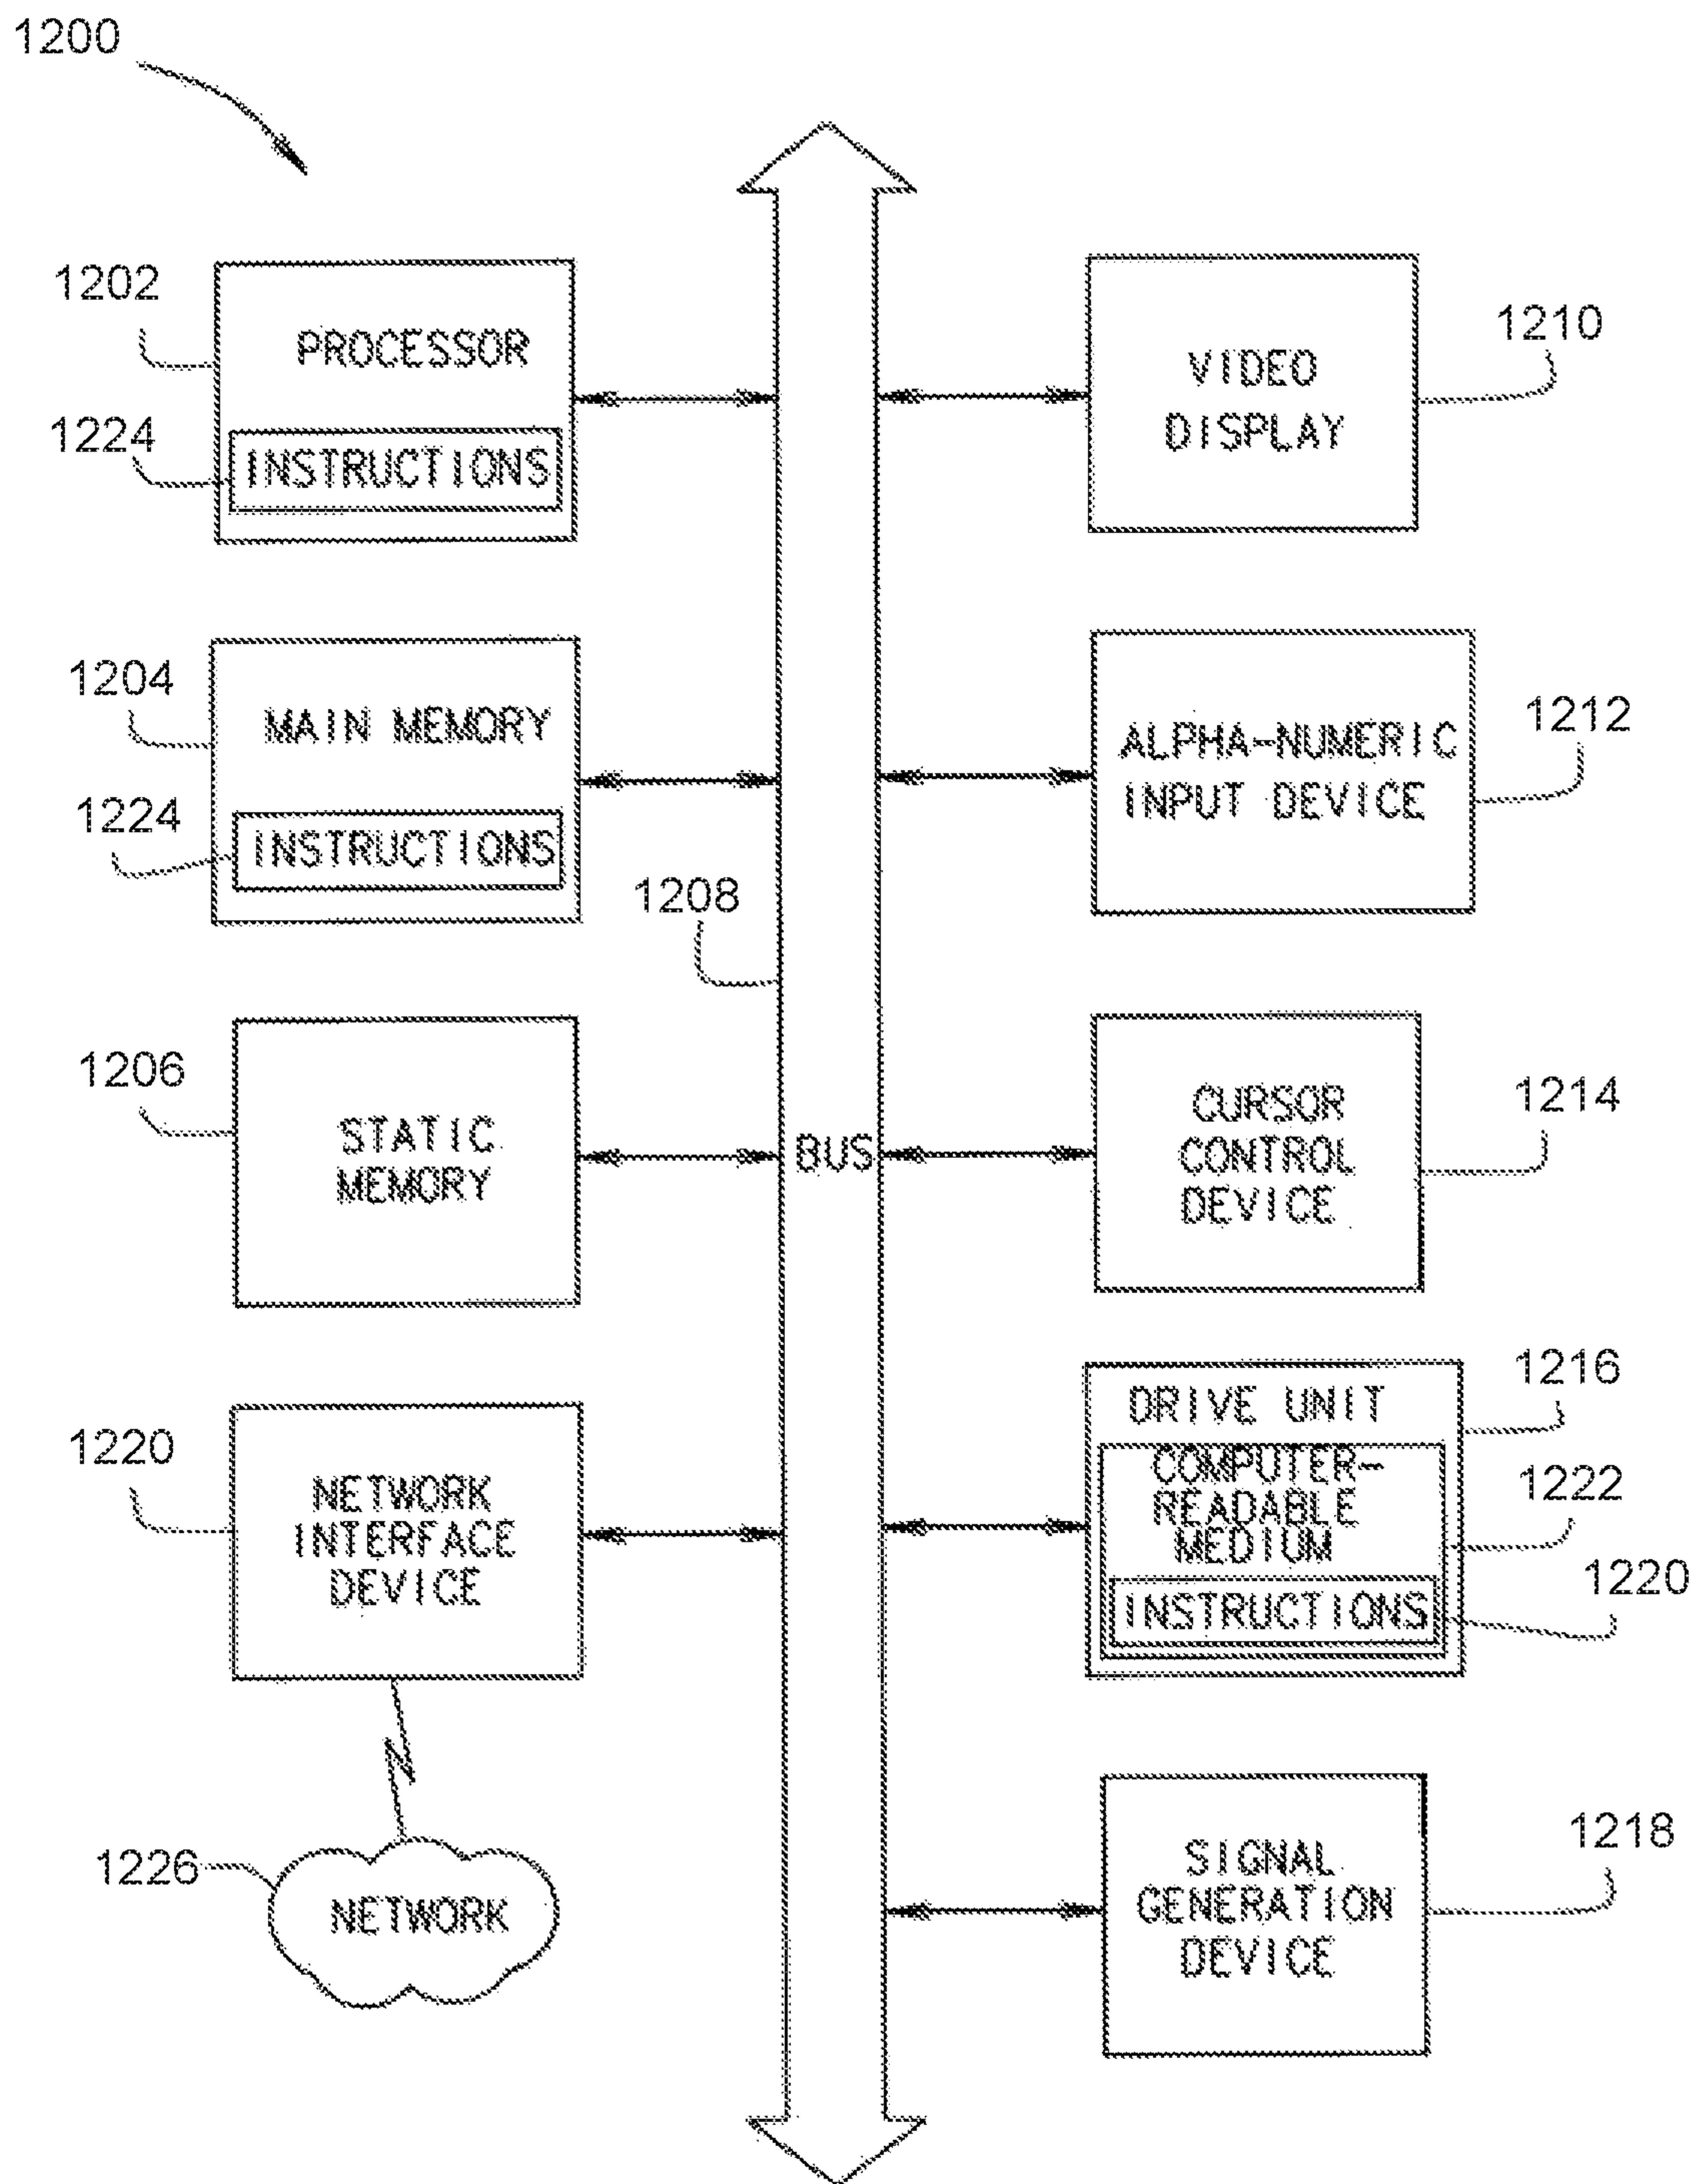 1200
1202
PROCESSOR
1224
INSTRUCTIONS
1204
MAIN MEMORY
1224
INSTRUCTIONS
1208
1206
STATIC
MEMORY
BUS
1220
NETWORK
INTERFACE
DEVICE
1226
NETWORK
VIDEO
DISPLAY
1210
ALPHA-NUMERIC
INPUT DEVICE
1212
CURSOR
CONTROL
DEVICE
1214
DRIVE UNIT
1216
COMPUTER-
READABLE
MEDIUM
1222
INSTRUCTIONS
1220
SIGNAL
GENERATION
DEVICE
1218